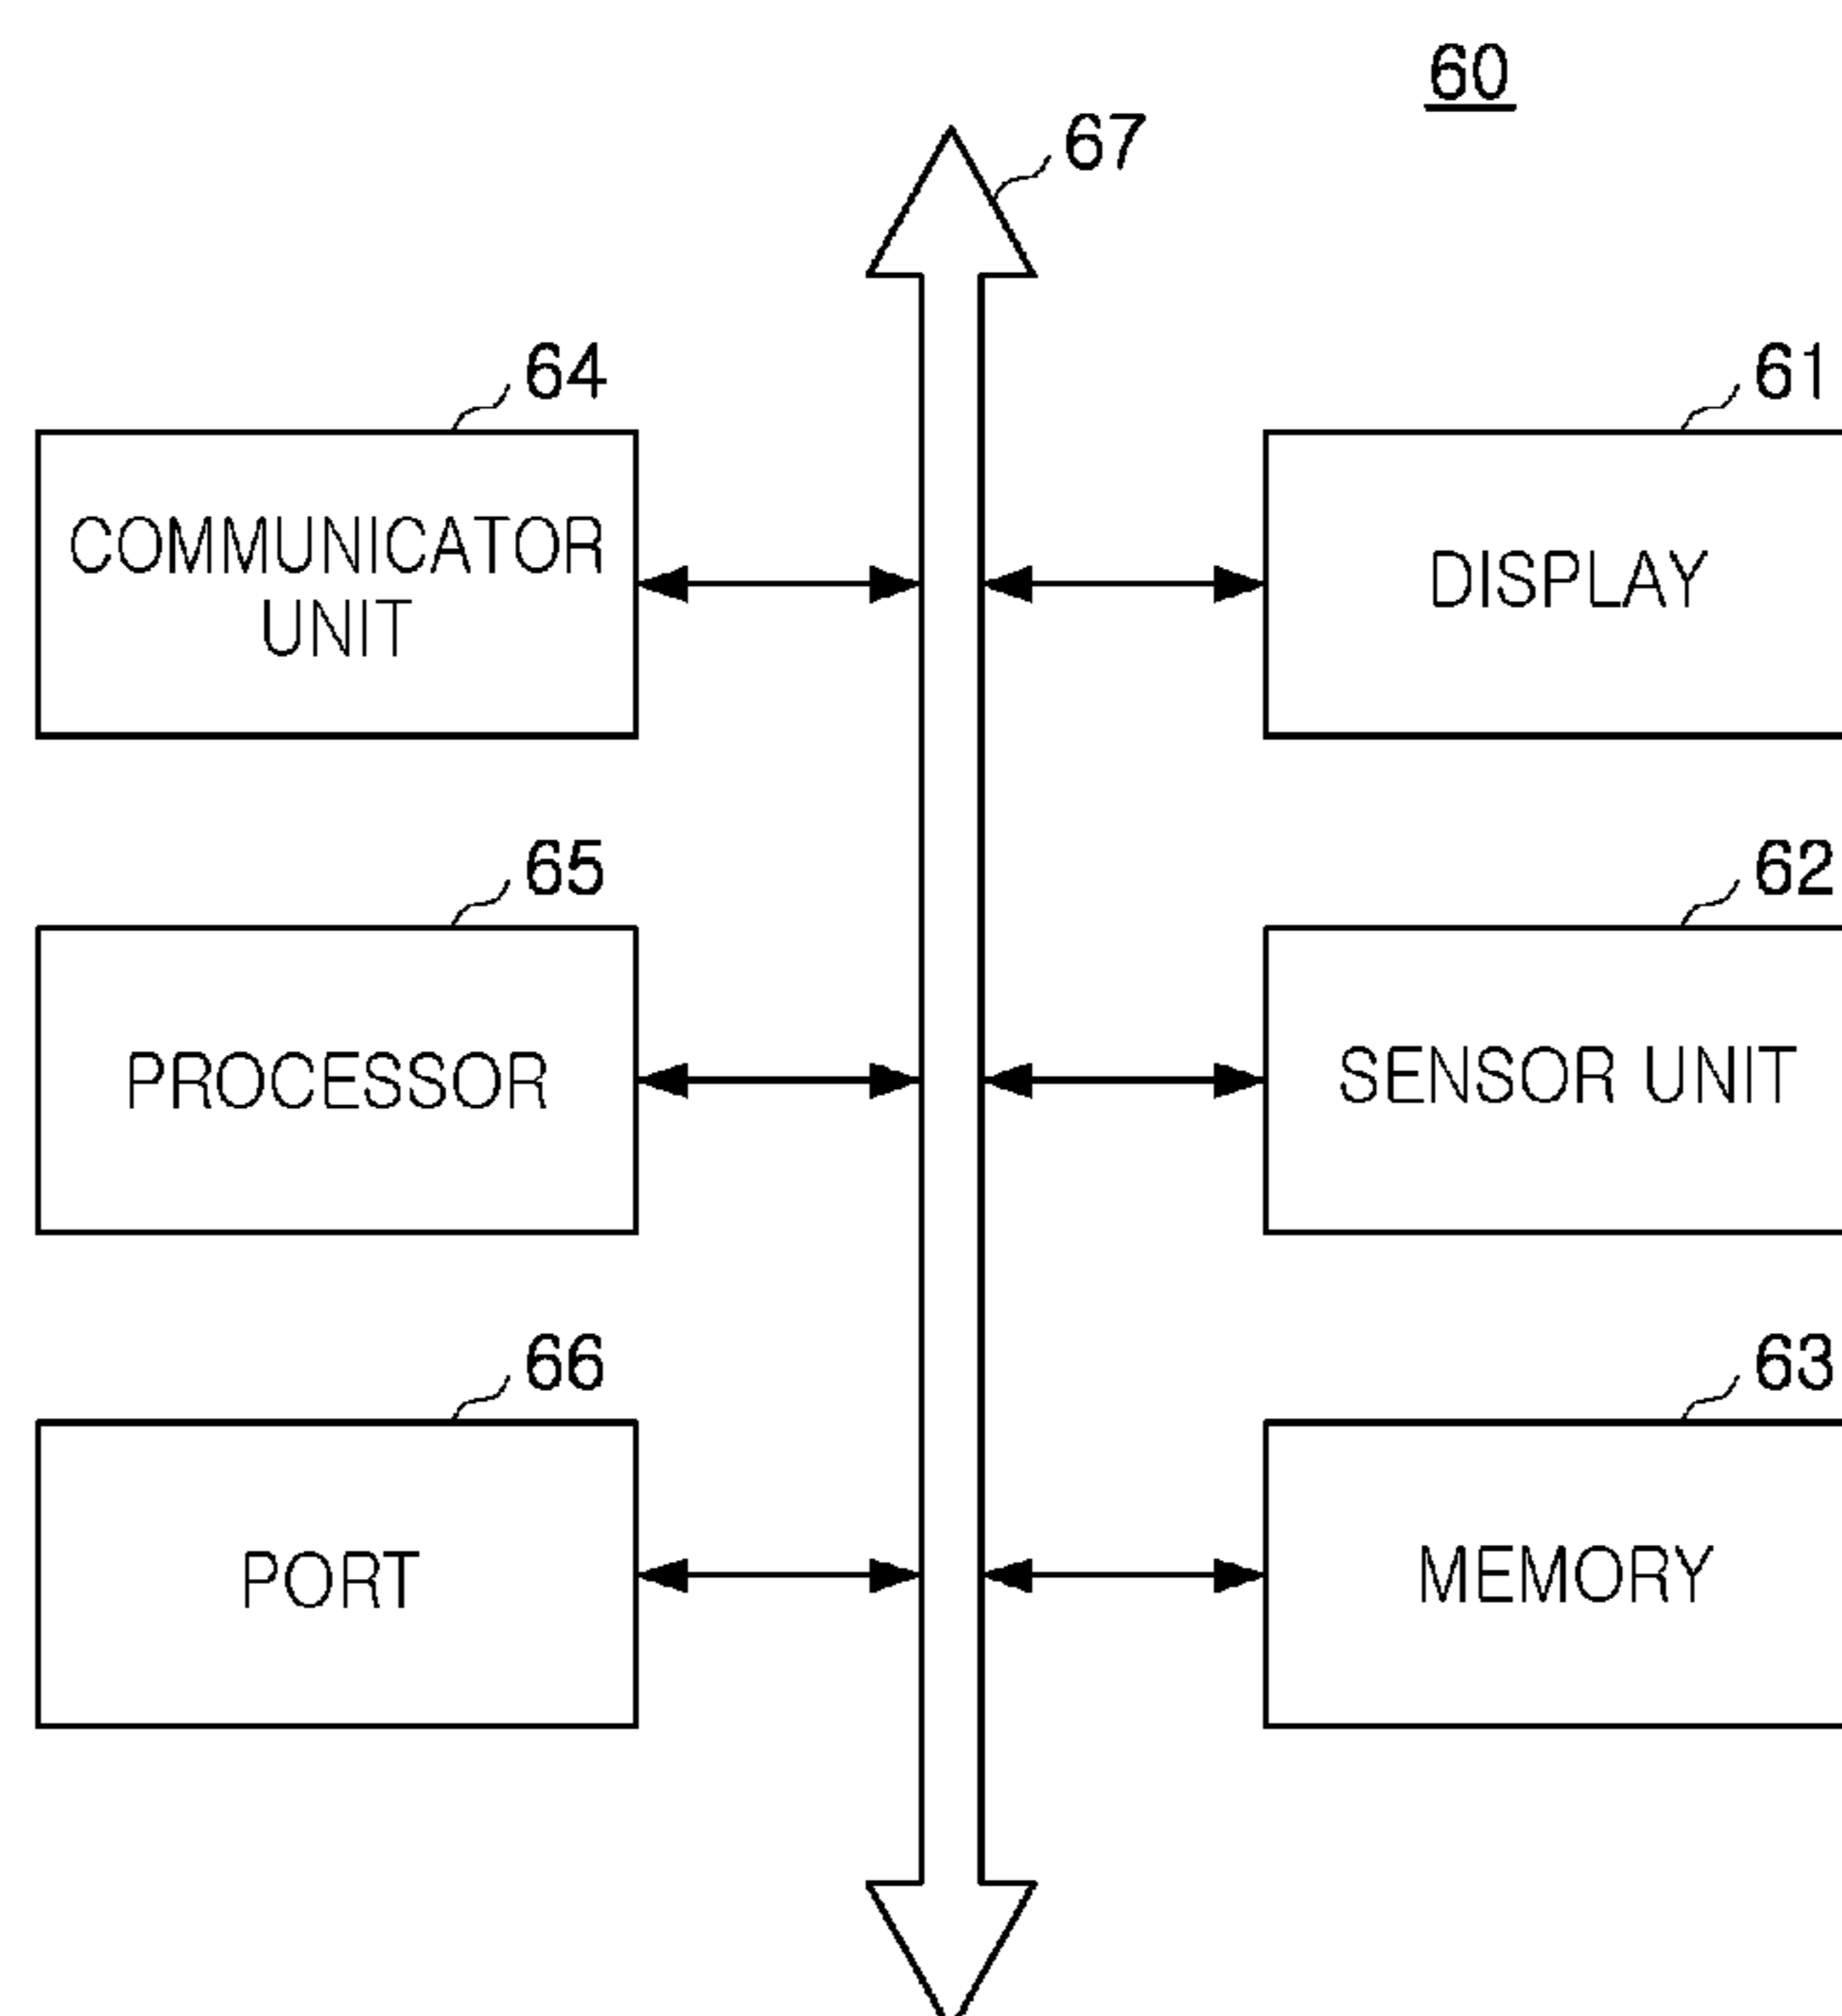 60
67
64
61
COMMUNICATOR
UNIT
DISPLAY
65
62
PROCESSOR
SENSOR UNIT
66
63
PORT
MEMORY